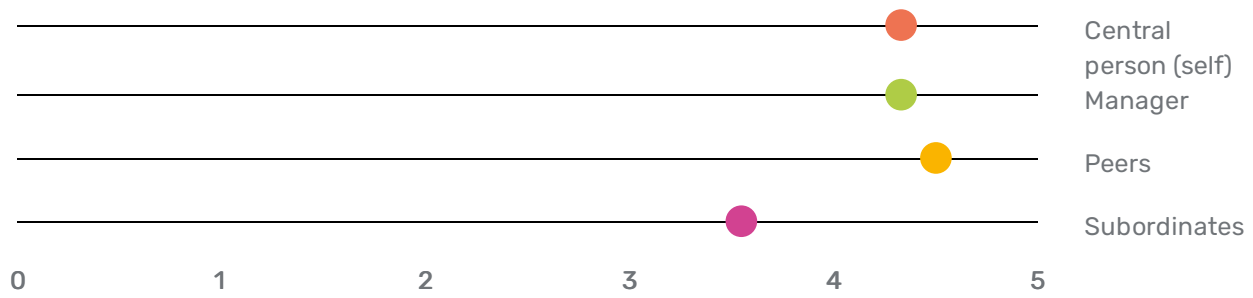 Central
person (self)
Manager
Peers
Subordinates
0 1 2 3 4 5